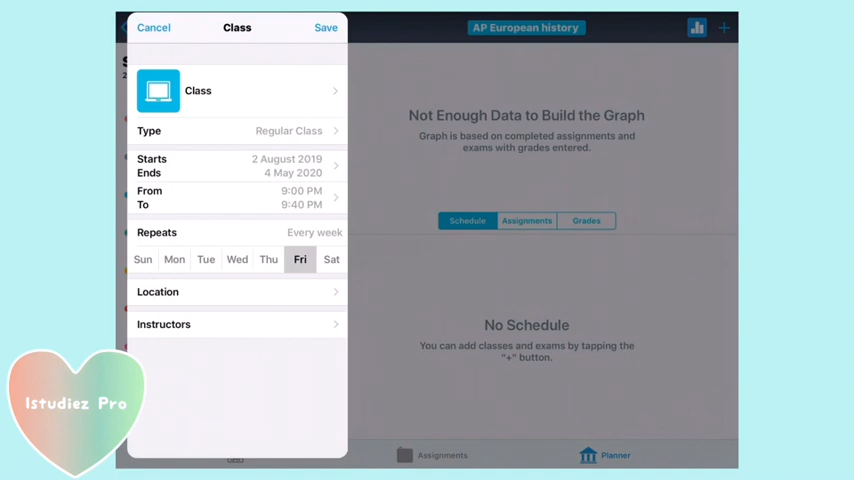 Cancel
Class
Save
Class
Type
Regular Class
Starts
2 August 2019
Ends
4 May 2020
From
9:00 PM
To
9:40 PM
Repeats
Every week
Sun Mon Tue Wed Thu Fri Sat
Location
Instructors
AP European history
Not Enough Data to Build the Graph
Graph is based on completed assignments and
exams with grades entered.
Schedule
Assignments
Grades
No Schedule
You can add classes and exams by tapping the
"+" button.
Assignments
Planner
Istudiez Pro